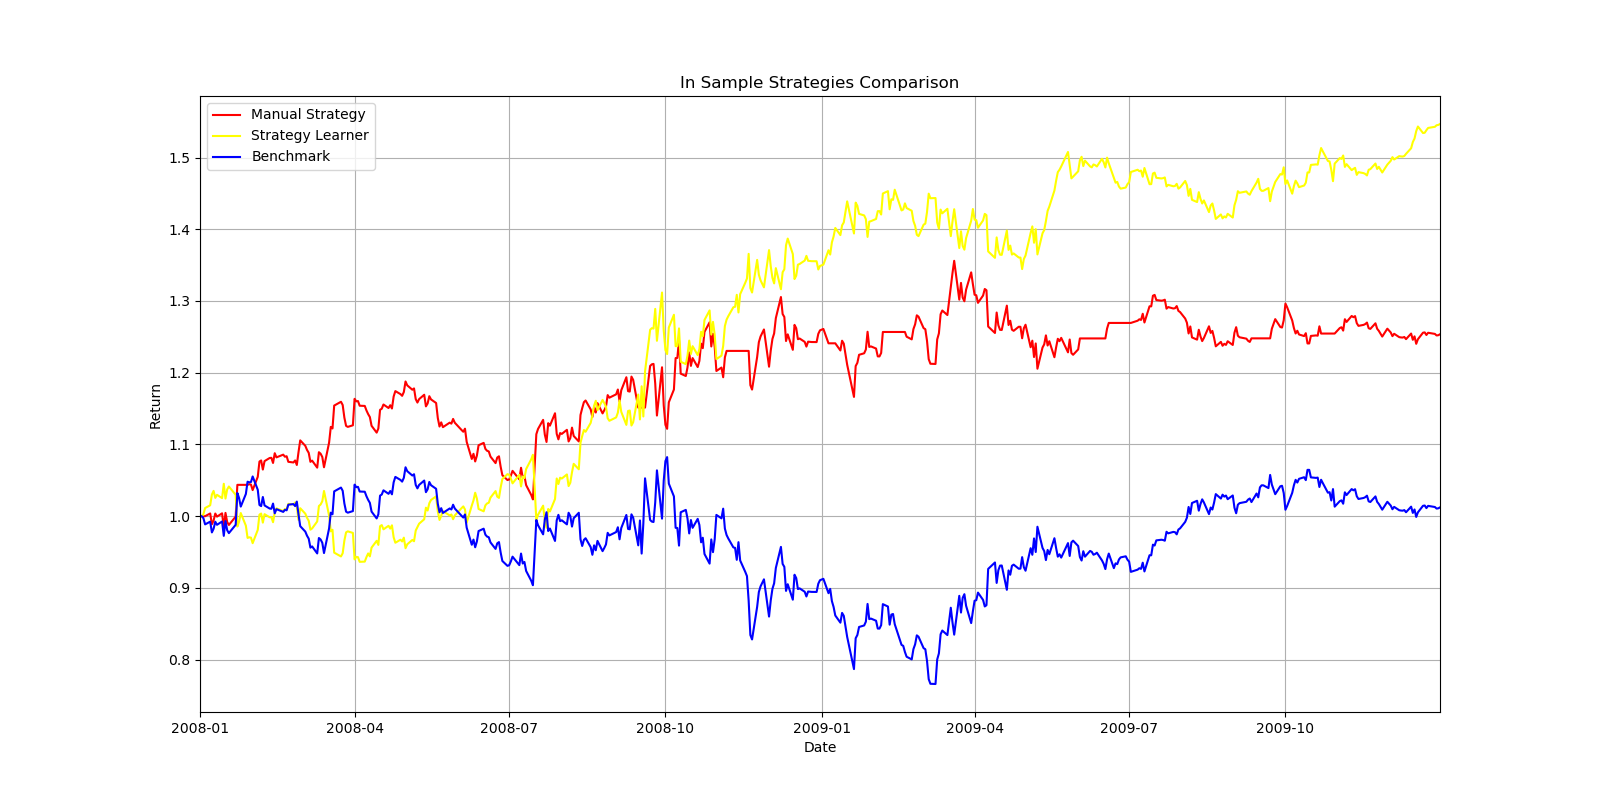 In Sample Strategies Comparison
Manual Strategy
Strategy Learner
Benchmark
Return
1.5
1.4
1.3
1.2
1.1
1.0
0.9
0.8
2008-01 2008-04 2008-07 2008-10 2009-01 2009-04 2009-07 2009-10
Date